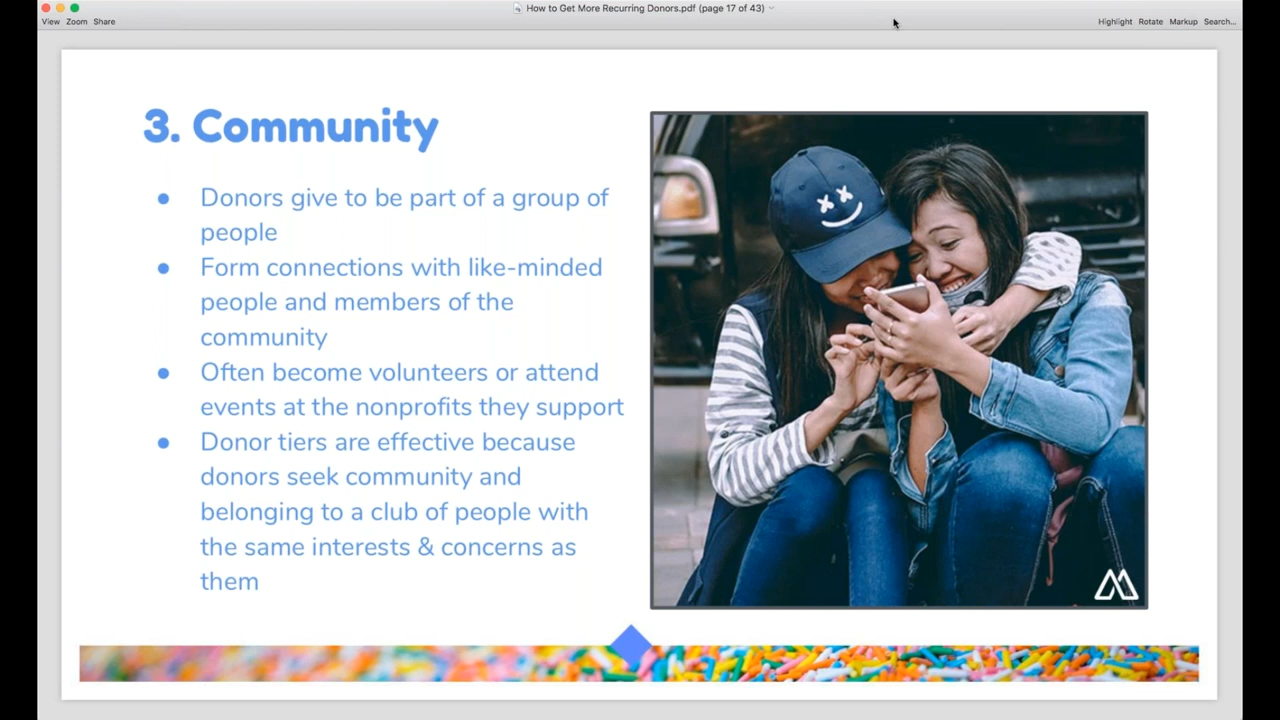 How to Get More Recurring Donors.pdf (page 17 of 43)
View Zoom Share
Highlight Rotate Markup Search...
3. Community
● Donors give to be part of a group of
people
● Form connections with like-minded
people and members of the
community
● Often become volunteers or attend
events at the nonprofits they support
● Donor tiers are effective because
donors seek community and
belonging to a club of people with
the same interests & concerns as
them